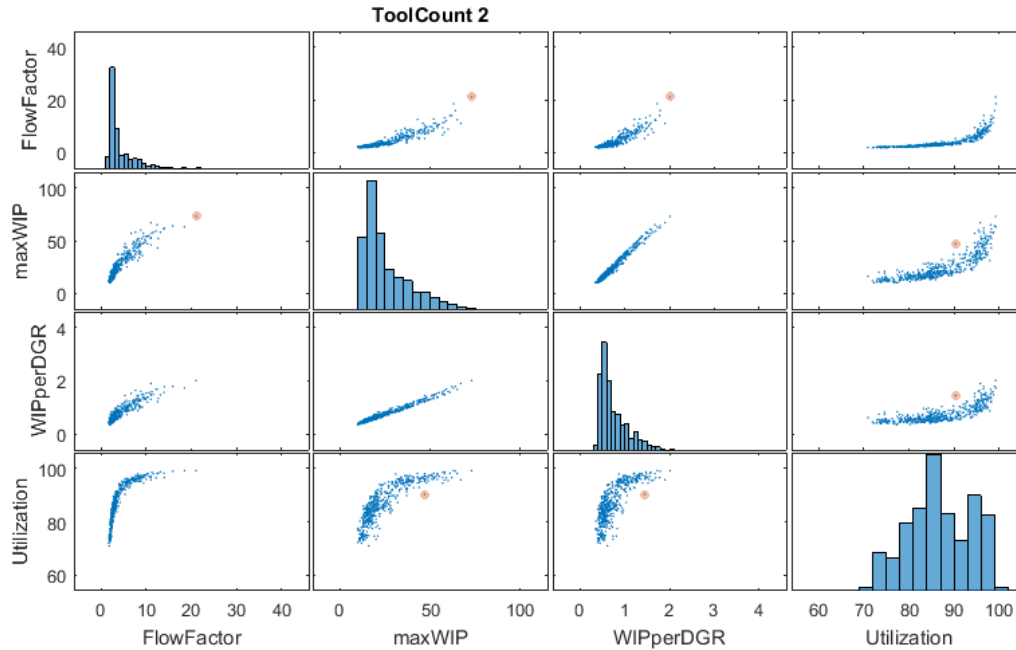 ToolCount 2
FlowFactor
40
20
0
maxWIP
100
50
0
WIPperDGR
4
2
0
Utilization
100
80
60
0 10 20 30 40
0 50 100
0 1 2 3 4
60 70 80 90 100
FlowFactor
maxWIP
WIPperDGR
Utilization